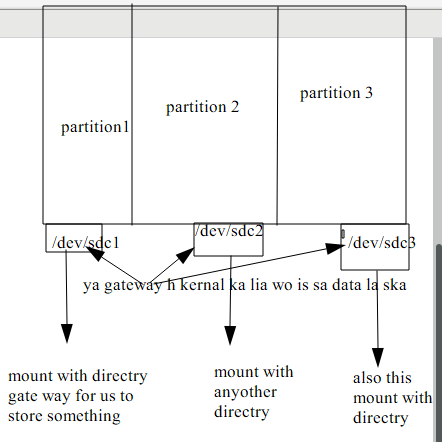 partition1
partition 2
partition 3
/dev/sdc1
/dev/sdc2
/dev/sdc3
ya gateway h kernal ka lia wo is sa data la ska
mount with directry
gate way for us to
store something
mount with
anyother
directry
also this
mount with
directry